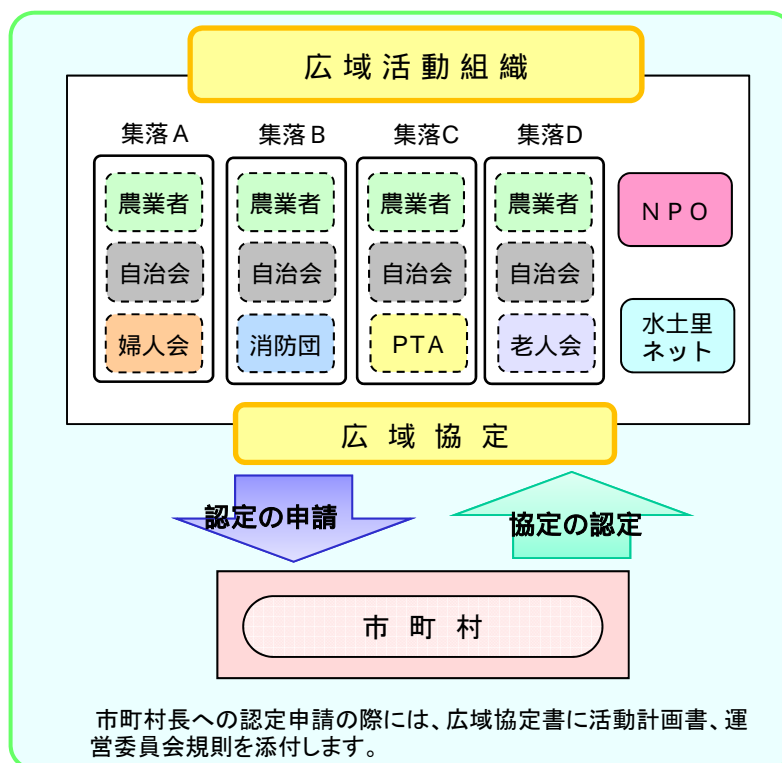 広域活動組織
集落A 集落B 集落C 集落D
農業者 農業者 農業者 農業者 NPO
自治会 自治会 自治会 自治会
婦人会 消防団 PTA 老人会
水土里
ネット
広域協定
認定の申請 協定の認定
市町村
市町村長への認定申請の際には、広域協定書に活動計画書、運
営委員会規則を添付します。